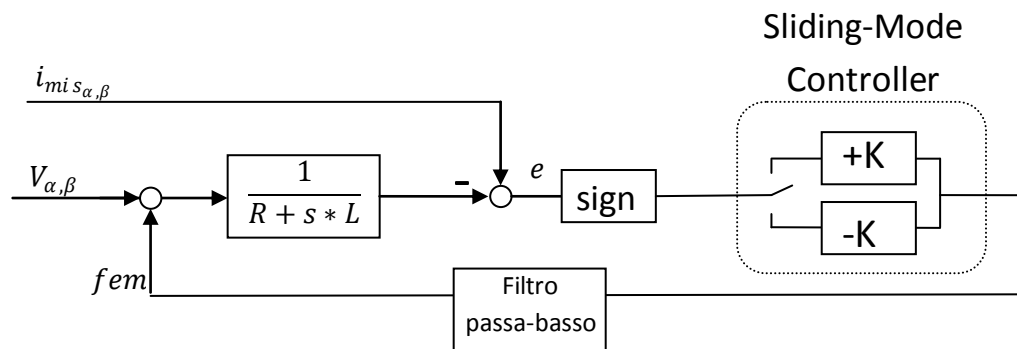 Sliding-Mode
Controller
i_{mis_{α,β}}
V_{α,β}
1
R + s * L
-
e
sign
+K
-K
fem
Filtro
passa-basso